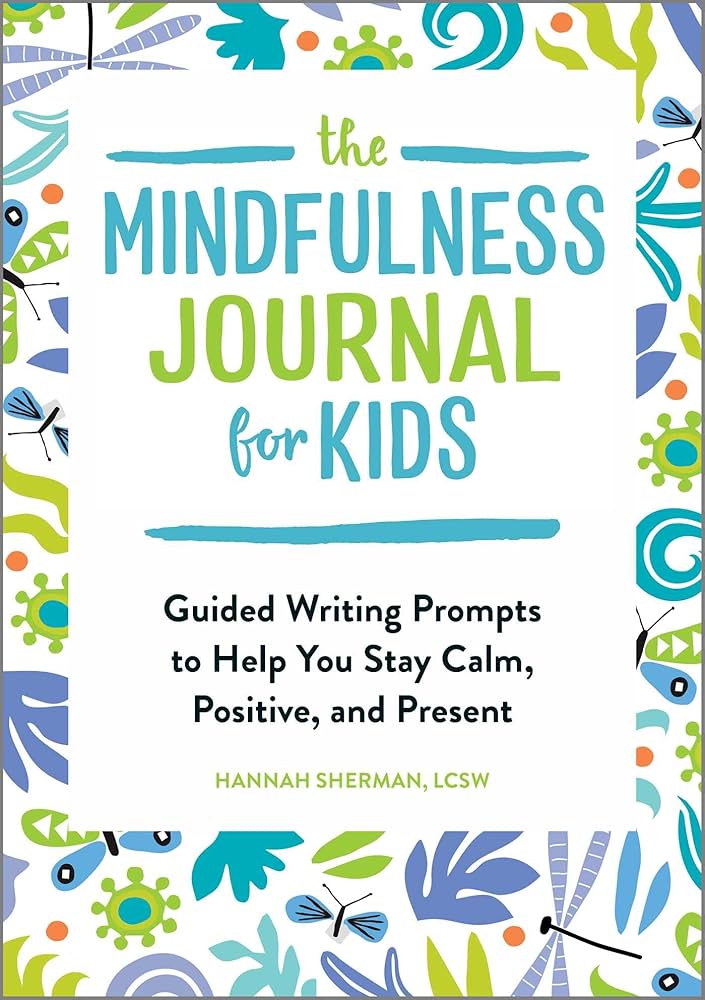 the
MINDFULNESS
JOURNAL
for KIDS
Guided Writing Prompts
to Help You Stay Calm,
Positive, and Present
HANNAH SHERMAN, LCSW